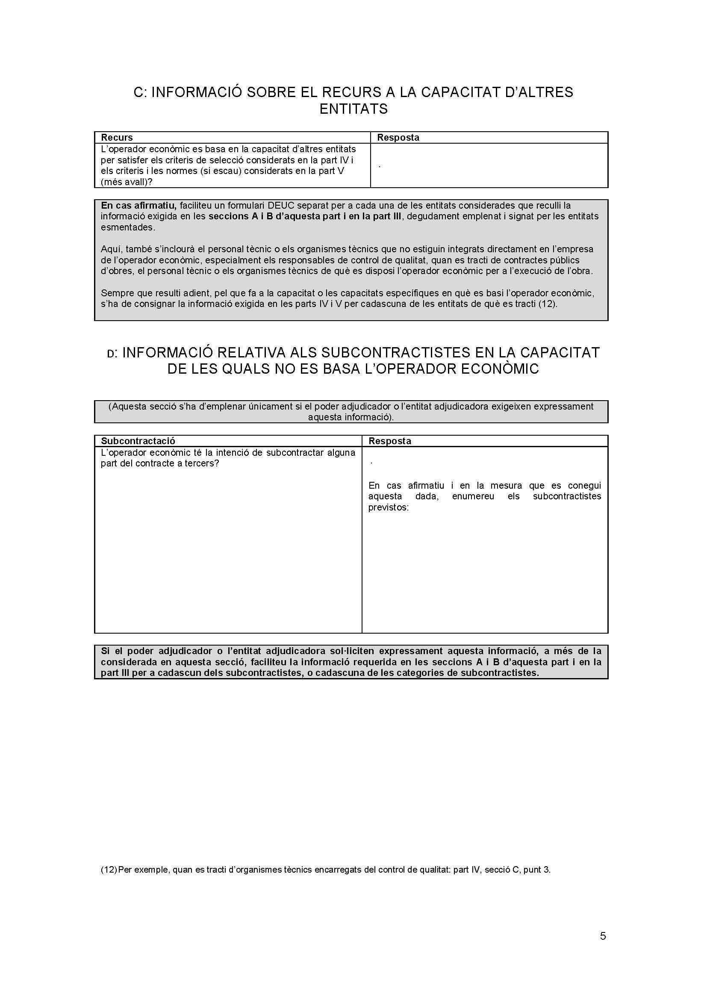 C: INFORMACIÓ SOBRE EL RECURS A LA CAPACITAT D’ALTRES
ENTITATS
Recurs
Resposta
L’operador econòmic es basa en la capacitat d’altres entitats
per satisfer els criteris de selecció considerats en la part IV i
els criteris i les normes (si escau) considerats en la part V
(més avall)?
.
En cas afirmatiu, faciliteu un formulari DEUC separat per a cada una de les entitats considerades que reculli la
informació exigida en les seccions A i B d’aquesta part i en la part III, degudament emplenat i signat per les entitats
esmentades.
Aquí, també s’inclourà el personal tècnic o els organismes tècnics que no estiguin integrats directament en l’empresa
de l’operador econòmic, especialment els responsables de control de qualitat, quan es tracti de contractes públics
d’obres, el personal tècnic o els organismes tècnics de què es disposi l’operador econòmic per a l’execució de l’obra.
Sempre que resulti adient, pel que fa a la capacitat o les capacitats específiques en què es basi l’operador econòmic,
s’ha de consignar la informació exigida en les parts IV i V per cadascuna de les entitats de què es tracti (12).
D: INFORMACIÓ RELATIVA ALS SUBCONTRACTISTES EN LA CAPACITAT
DE LES QUALS NO ES BASA L’OPERADOR ECONÒMIC
(Aquesta secció s’ha d’emplenar únicament si el poder adjudicador o l’entitat adjudicadora exigeixen expressament
aquesta informació).
Subcontractació
Resposta
L’operador econòmic té la intenció de subcontractar alguna
part del contracte a tercers?
.
En cas afirmatiu i en la mesura que es conegui
aquesta dada, enumereu els subcontractistes
previstos:
Si el poder adjudicador o l’entitat adjudicadora sol·liciten expressament aquesta informació, a més de la
considerada en aquesta secció, faciliteu la informació requerida en les seccions A i B d’aquesta part i en la
part III per a cadascun dels subcontractistes, o cadascuna de les categories de subcontractistes.
(12) Per exemple, quan es tracti d’organismes tècnics encarregats del control de qualitat: part IV, secció C, punt 3.
5